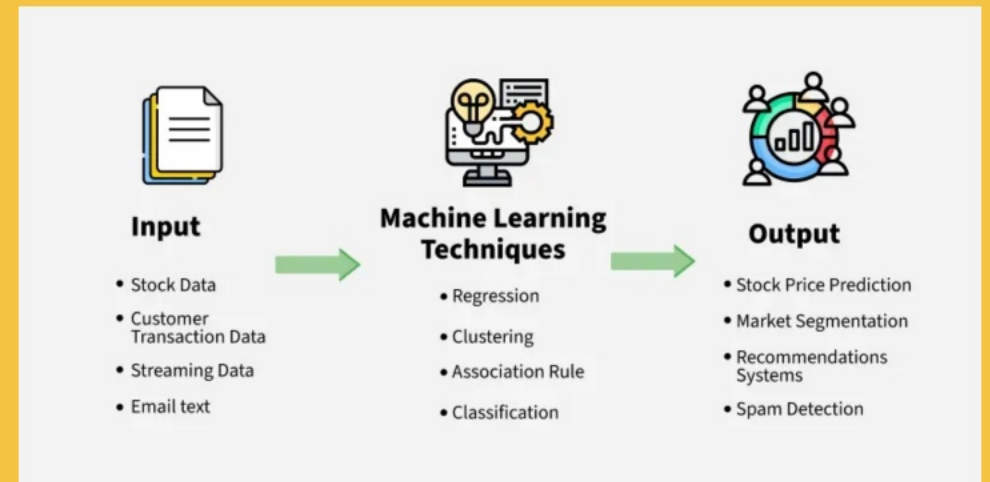 Input
• Stock Data
• Customer
Transaction Data
• Streaming Data
• Email text
Machine Learning
Techniques
• Regression
• Clustering
• Association Rule
• Classification
Output
• Stock Price Prediction
• Market Segmentation
• Recommendations
Systems
• Spam Detection